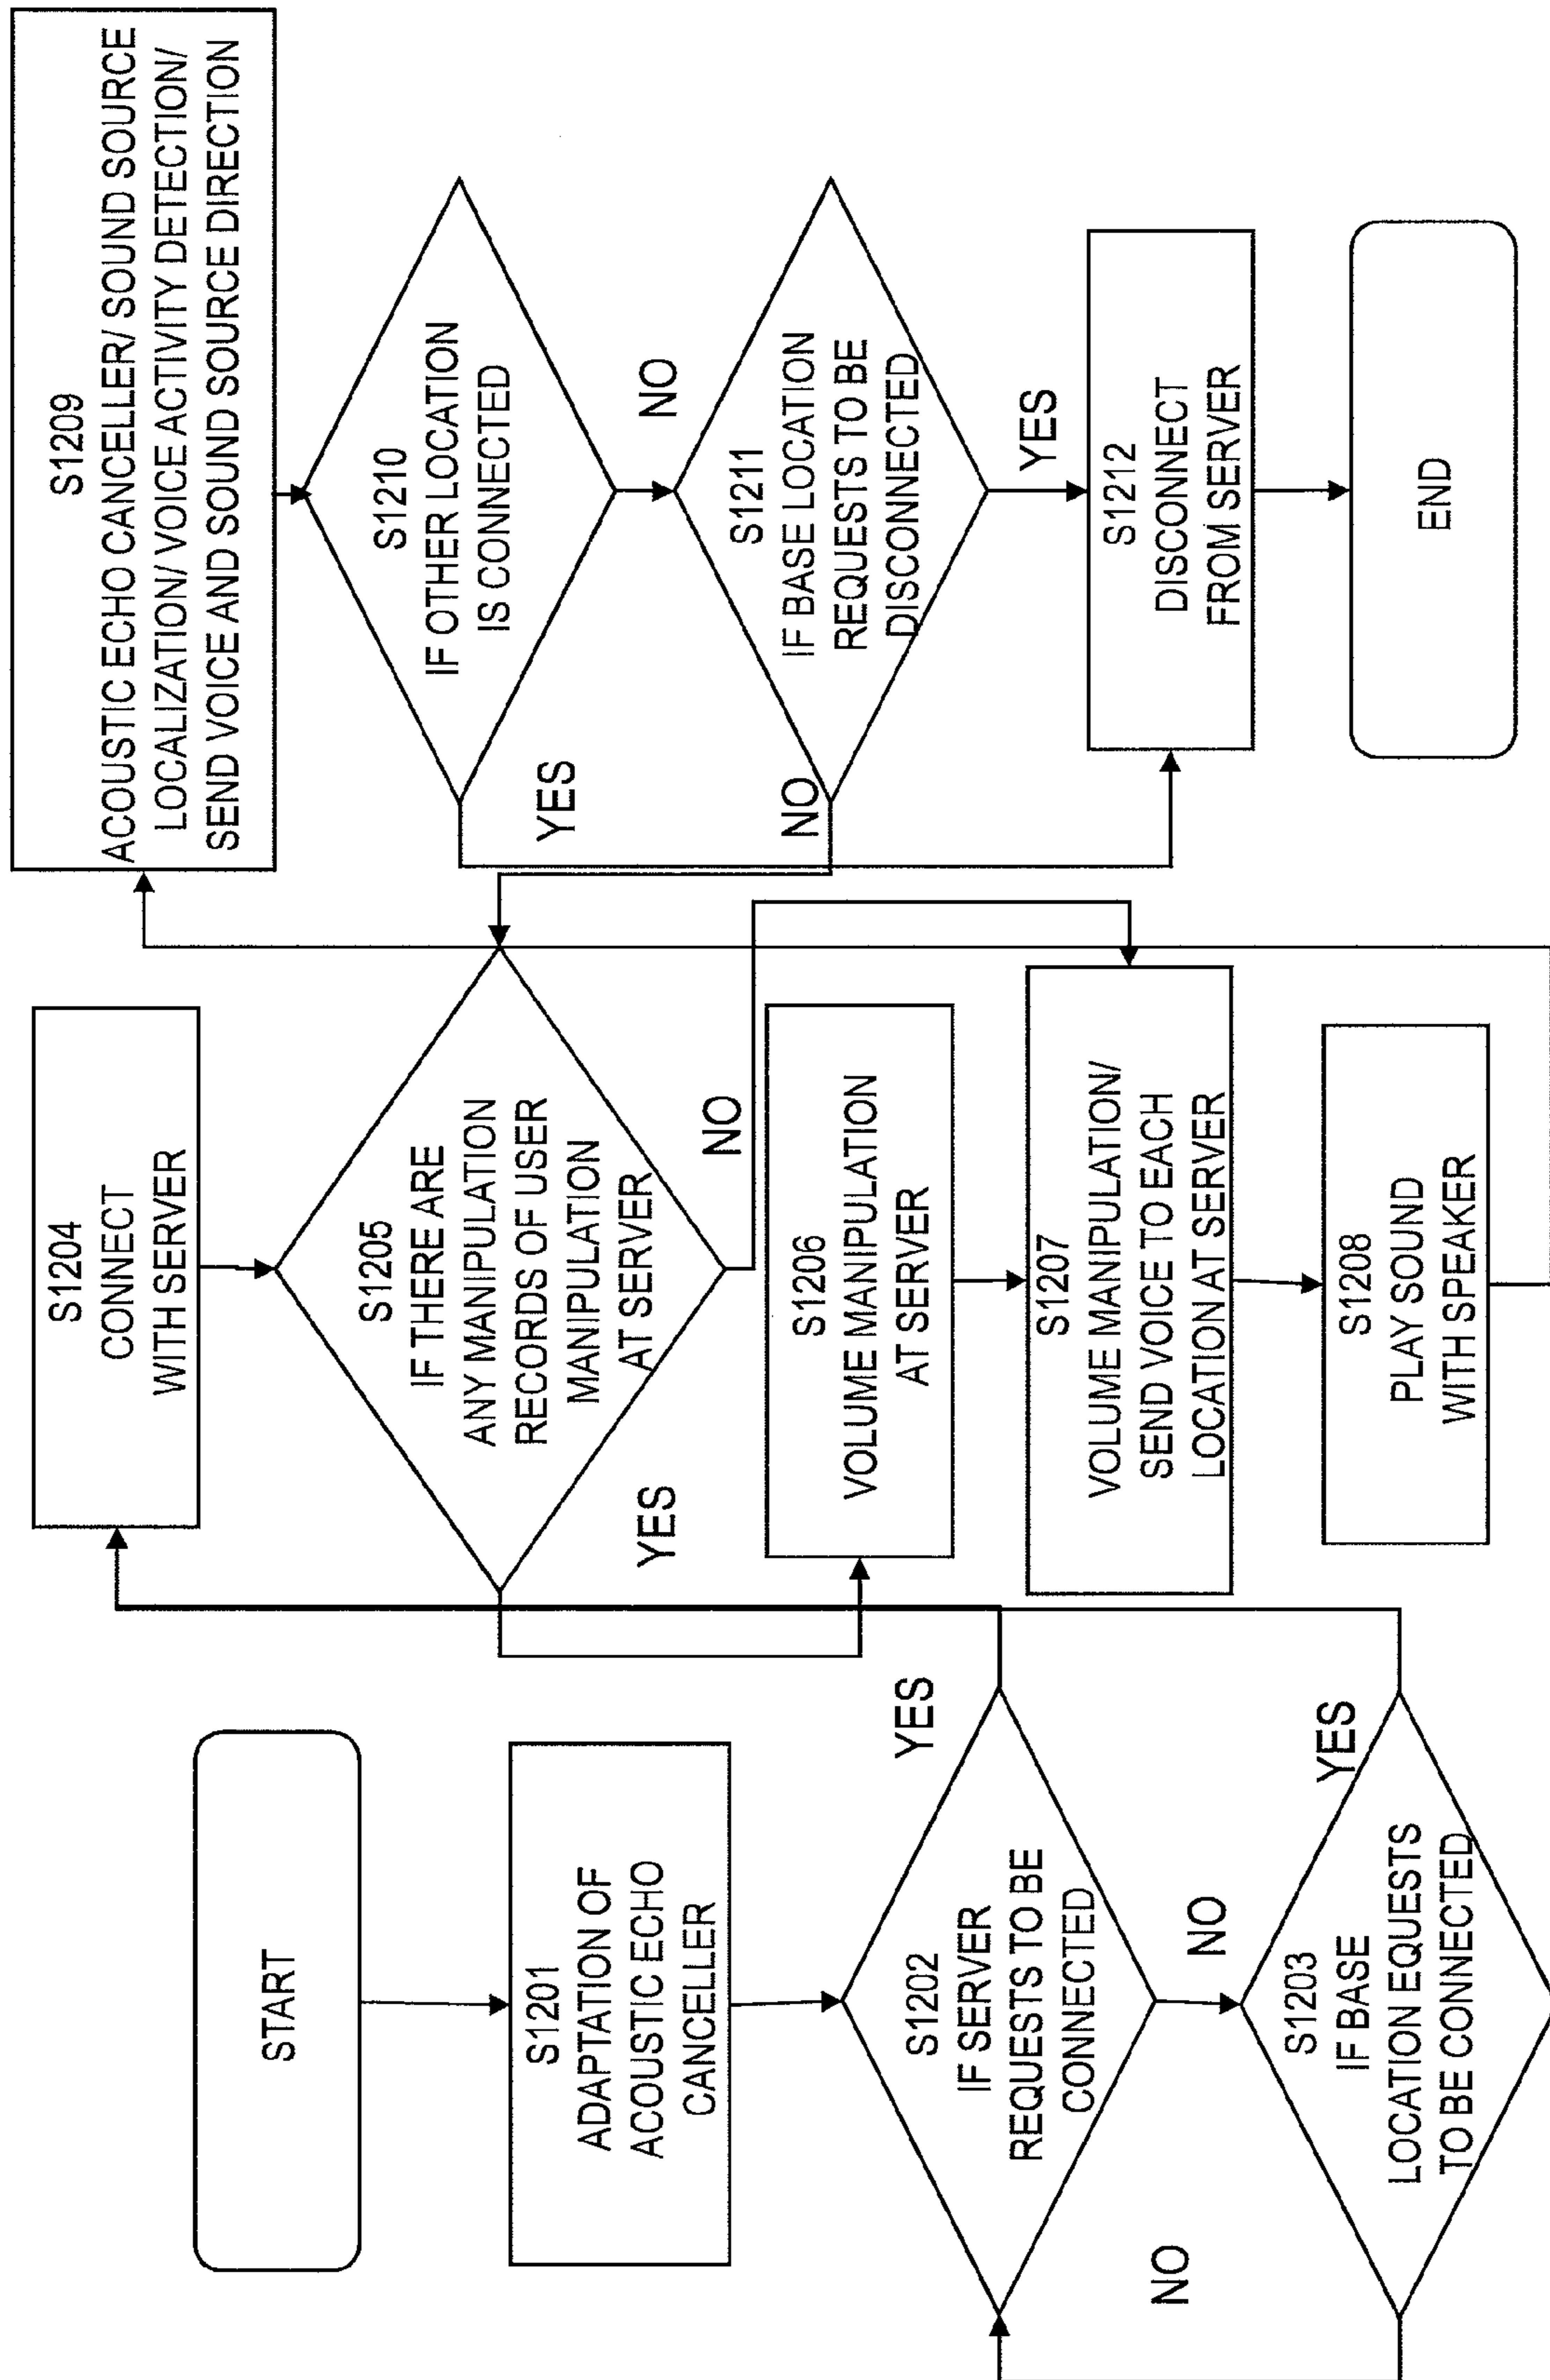 START
S1201
ADAPTATION OF
ACOUSTIC ECHO
CANCELLER
S1202
IF SERVER
REQUESTS TO BE
CONNECTED
YES
NO
S1203
IF BASE
LOCATION REQUESTS
TO BE CONNECTED
YES
NO
S1204
CONNECT
WITH SERVER
S1205
IF THERE ARE
ANY MANIPULATION
RECORDS OF USER
MANIPULATION
AT SERVER
YES
NO
S1206
VOLUME MANIPULATION
AT SERVER
S1207
VOLUME MANIPULATION/
SEND VOICE TO EACH
LOCATION AT SERVER
S1208
PLAY SOUND
WITH SPEAKER
S1209
ACOUSTIC ECHO CANCELLER/ SOUND SOURCE
LOCALIZATION/ VOICE ACTIVITY DETECTION/
SEND VOICE AND SOUND SOURCE DIRECTION
S1210
IF OTHER LOCATION
IS CONNECTED
YES
NO
S1211
IF BASE LOCATION
REQUESTS TO BE
DISCONNECTED
NO
YES
S1212
DISCONNECT
FROM SERVER
END